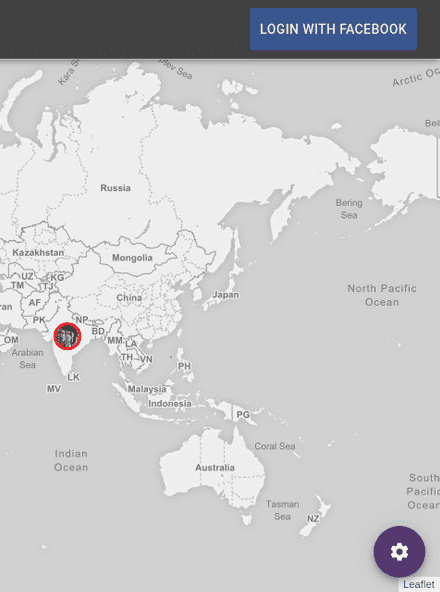 LOGIN WITH FACEBOOK
Kara S
ptev Sea
Arctic Oc
Bea
Russia
Bering
Sea
Kazakhstan
Mongolia
UZ
KG
TM
TJ
North Pacific
Ocean
China
Japan
ran
AF
PK
NP
BD
OM
MM
LA
Arabian
Sea
TH
VN
PH
LK
MV
Malaysia
Indonesia
PG
Coral Sea
Indian
Ocean
Australia
South
Pacific
Ocean
Tasman
Sea
NZ
Leaflet